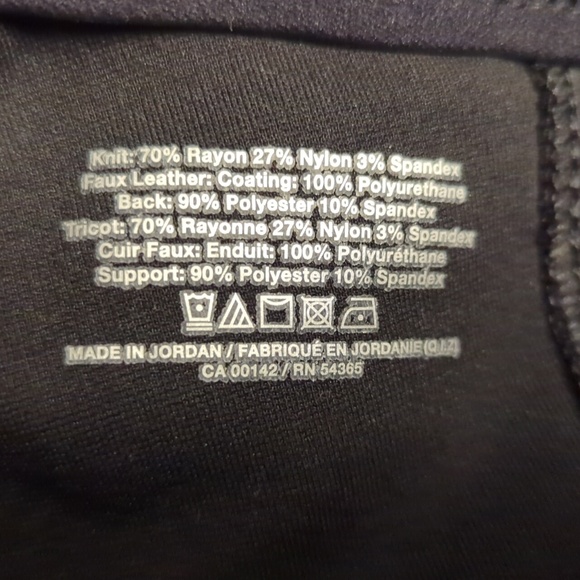 Knit: 70% Rayon 27% Nylon 3% Spandex
Faux Leather: Coating: 100% Polyurethane
Back: 90% Polyester 10% Spandex
Tricot: 70% Rayonne 27% Nylon 3% Spandex
Cuir Faux: Enduit: 100% Polyuréthane
Support: 90% Polyester 10% Spandex
MADE IN JORDAN / FABRIQUÉ EN JORDANIE (Q.I.Z)
CA 00142 / RN 54365